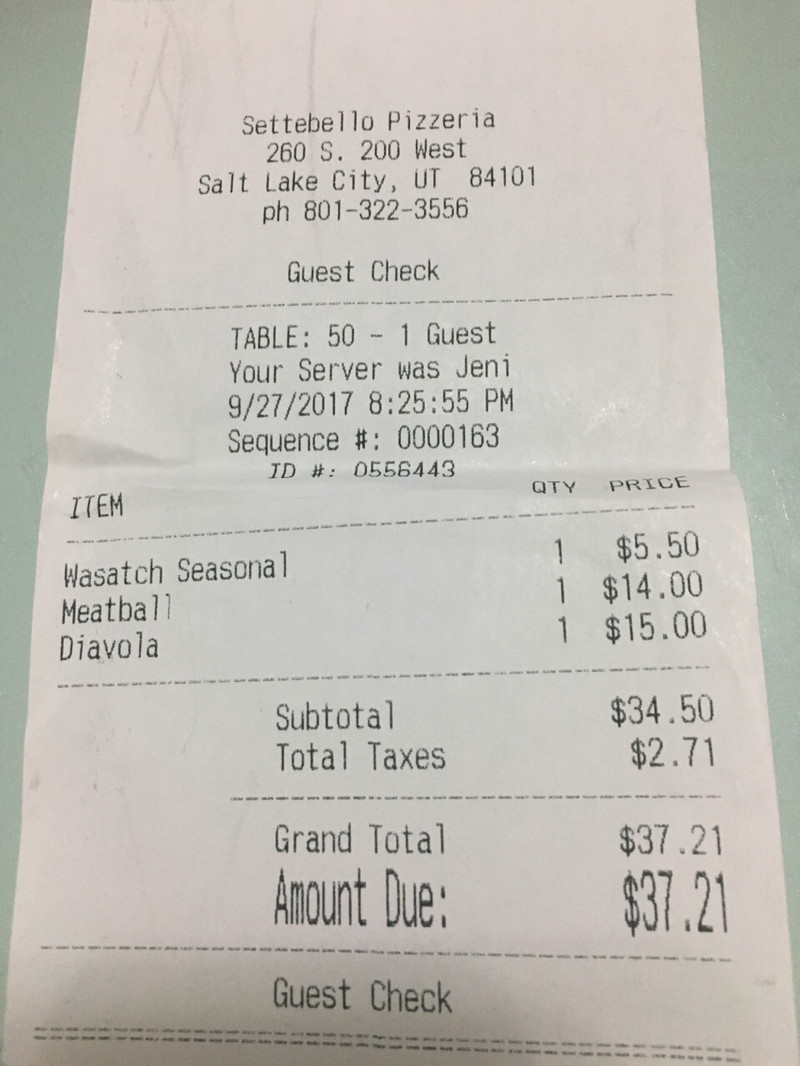 Settebello Pizzeria
260 S. 200 West
Salt Lake City, UT 84101
ph 801-322-3556
Guest Check
TABLE: 50 - 1 Guest
Your Server was Jeni
9/27/2017 8:25:55 PM
Sequence #: 0000163
ID #: 0556443
ITEM QTY PRICE
Wasatch Seasonal 1 $5.50
Meatball 1 $14.00
Diavola 1 $15.00
Subtotal $34.50
Total Taxes $2.71
Grand Total $37.21
Amount Due: $37.21
Guest Check